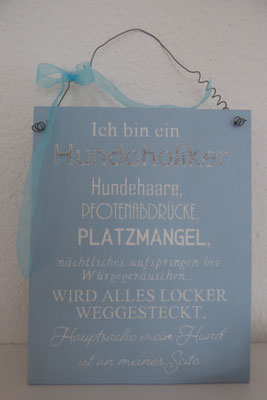 Ich bin ein
Hundeholiker
Hundehaare,
PFOTENABDRÜCKE,
PLATZMANGEL,
nächtliches aufspringen bei
Würgegeräuschen...
WIRD ALLES LOCKER
WEGGESTECKT,
Hauptsache mein Hund
ist an meiner Seite.